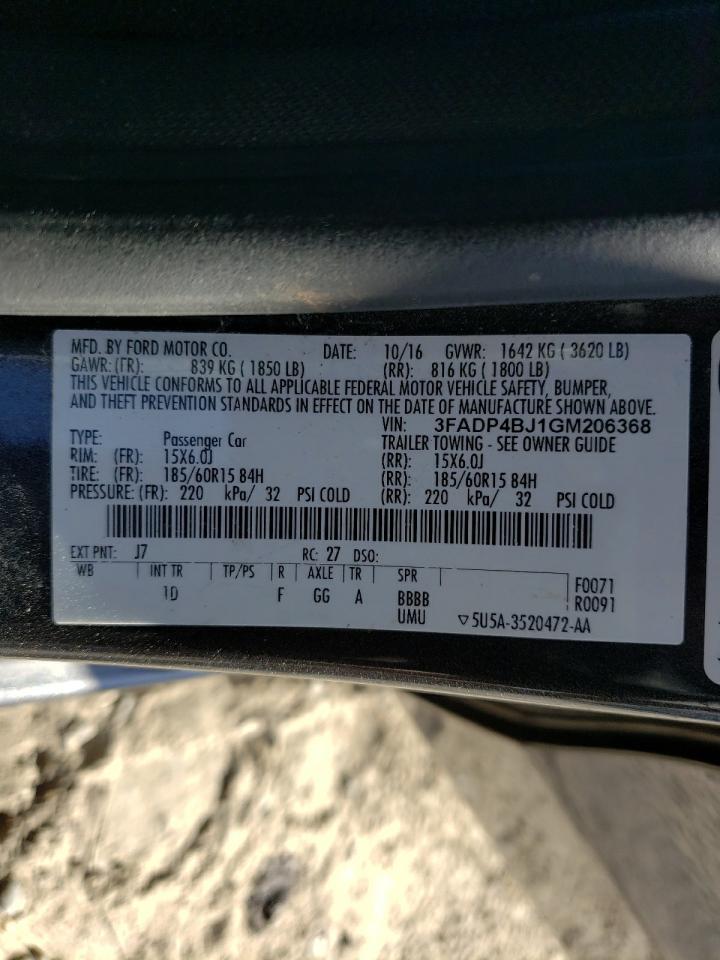 MFD. BY FORD MOTOR CO. DATE: 10/16 GVWR: 1642 KG ( 3620 LB)
GAWR: (FR): 839 KG ( 1850 LB) (RR): 816 KG ( 1800 LB)
THIS VEHICLE CONFORMS TO ALL APPLICABLE FEDERAL MOTOR VEHICLE SAFETY, BUMPER,
AND THEFT PREVENTION STANDARDS IN EFFECT ON THE DATE OF MANUFACTURE SHOWN ABOVE.
VIN: 3FADP4BJ1GM206368
TYPE: Passenger Car TRAILER TOWING - SEE OWNER GUIDE
RIM: (FR): 15X6.0J (RR): 15X6.0J
TIRE: (FR): 185/60R15 84H (RR): 185/60R15 84H
PRESSURE: (FR): 220 kPa/ 32 PSI COLD (RR): 220 kPa/ 32 PSI COLD
EXT PNT: J7 RC: 27 DSO:
WB INT TR TP/PS R AXLE TR SPR F0071
1D F GG A BBBB R0091
UMU ▽5U5A-3520472-AA